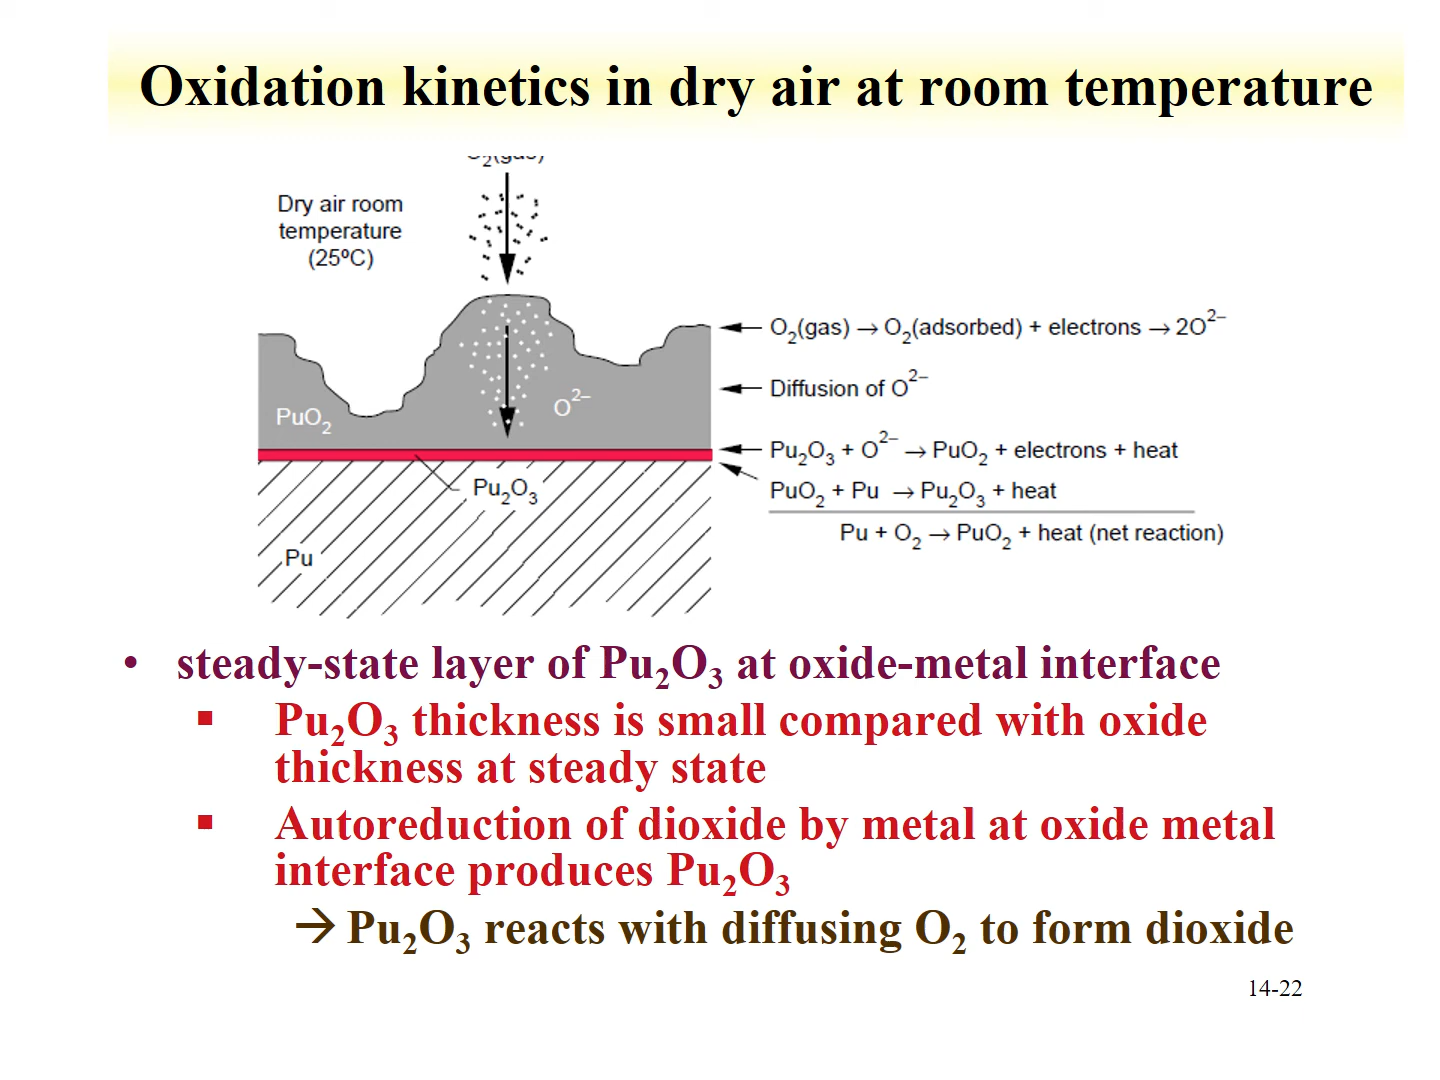 Oxidation kinetics in dry air at room temperature
O₂(gas)
Dry air room
temperature
(25ºC)
O₂(gas) → O₂(adsorbed) + electrons → 2O²⁻
Diffusion of O²⁻
PuO₂
O²⁻
Pu₂O₃ + O²⁻ → PuO₂ + electrons + heat
PuO₂ + Pu → Pu₂O₃ + heat
Pu₂O₃
Pu + O₂ → PuO₂ + heat (net reaction)
Pu
• steady-state layer of Pu₂O₃ at oxide-metal interface
▪ Pu₂O₃ thickness is small compared with oxide
thickness at steady state
▪ Autoreduction of dioxide by metal at oxide metal
interface produces Pu₂O₃
→ Pu₂O₃ reacts with diffusing O₂ to form dioxide
14-22